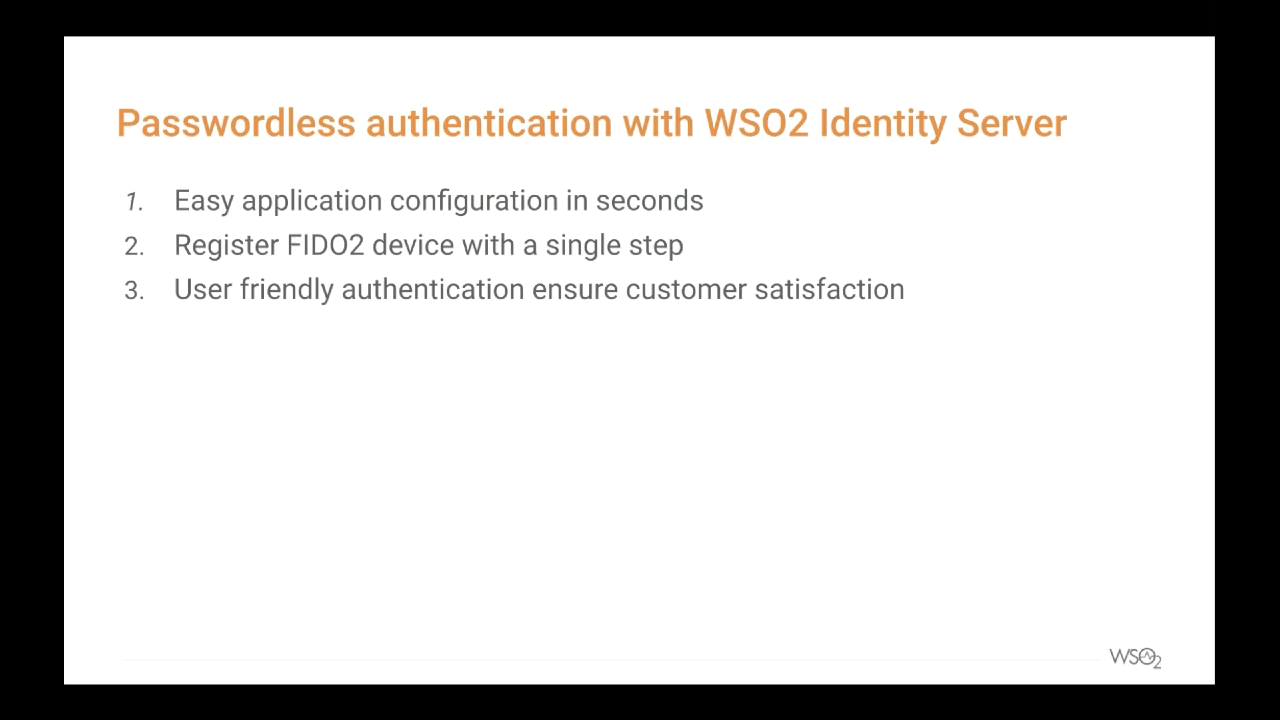 Passwordless authentication with WSO2 Identity Server
1. Easy application configuration in seconds
2. Register FIDO2 device with a single step
3. User friendly authentication ensure customer satisfaction
WSO2